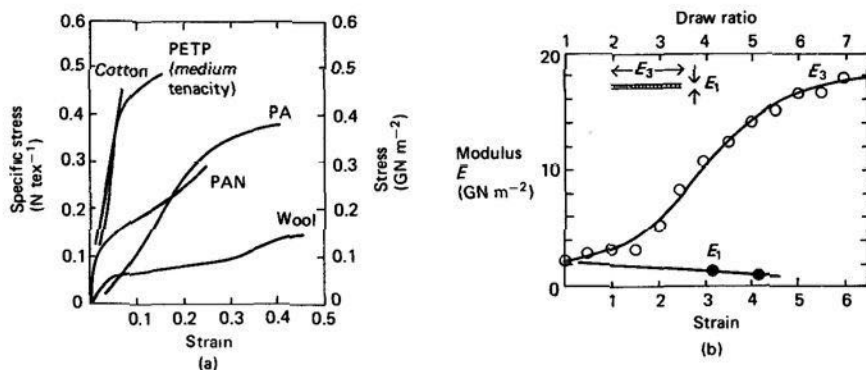 0.6
0.5
0.4
0.3
0.2
0.1
0
Specific stress
(N tex⁻¹)
Cotton
PETP
(medium
tenacity)
PA
PAN
Wool
0.6
0.5
0.4
0.3
0.2
0.1
0
Stress
(GN m⁻²)
0.1 0.2 0.3 0.4 0.5
Strain
(a)
Draw ratio
1 2 3 4 5 6 7
20
10
0
Modulus
Ē
(GN m⁻²)
E₃
E₁
E₃
E₁
1 2 3 4 5 6
Strain
(b)